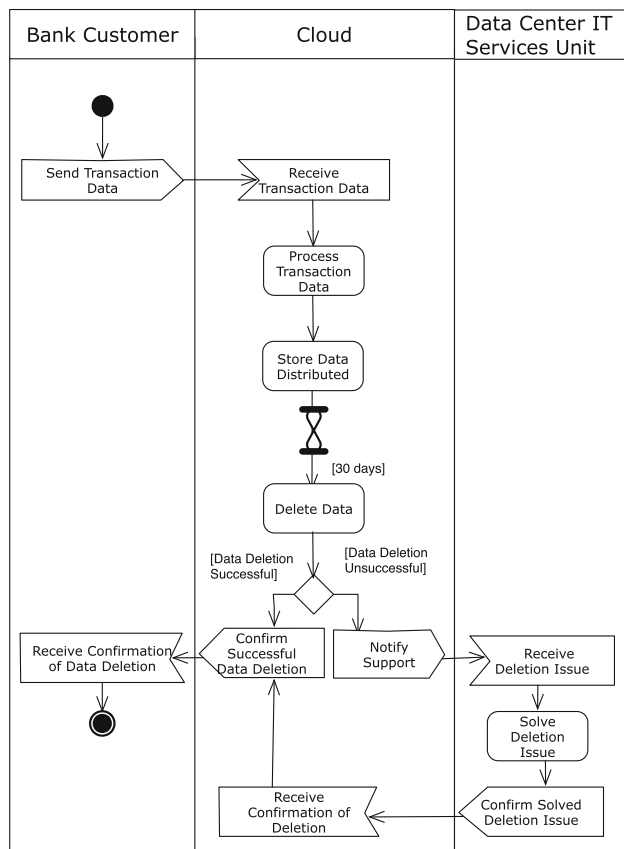 Bank Customer
Cloud
Data Center IT
Services Unit
Send Transaction
Data
Receive
Transaction Data
Process
Transaction
Data
Store Data
Distributed
[30 days]
Delete Data
[Data Deletion
Successful]
[Data Deletion
Unsuccessful]
Receive Confirmation
of Data Deletion
Confirm
Successful
Data Deletion
Notify
Support
Receive
Deletion Issue
Solve
Deletion
Issue
Receive
Confirmation of
Deletion
Confirm Solved
Deletion Issue